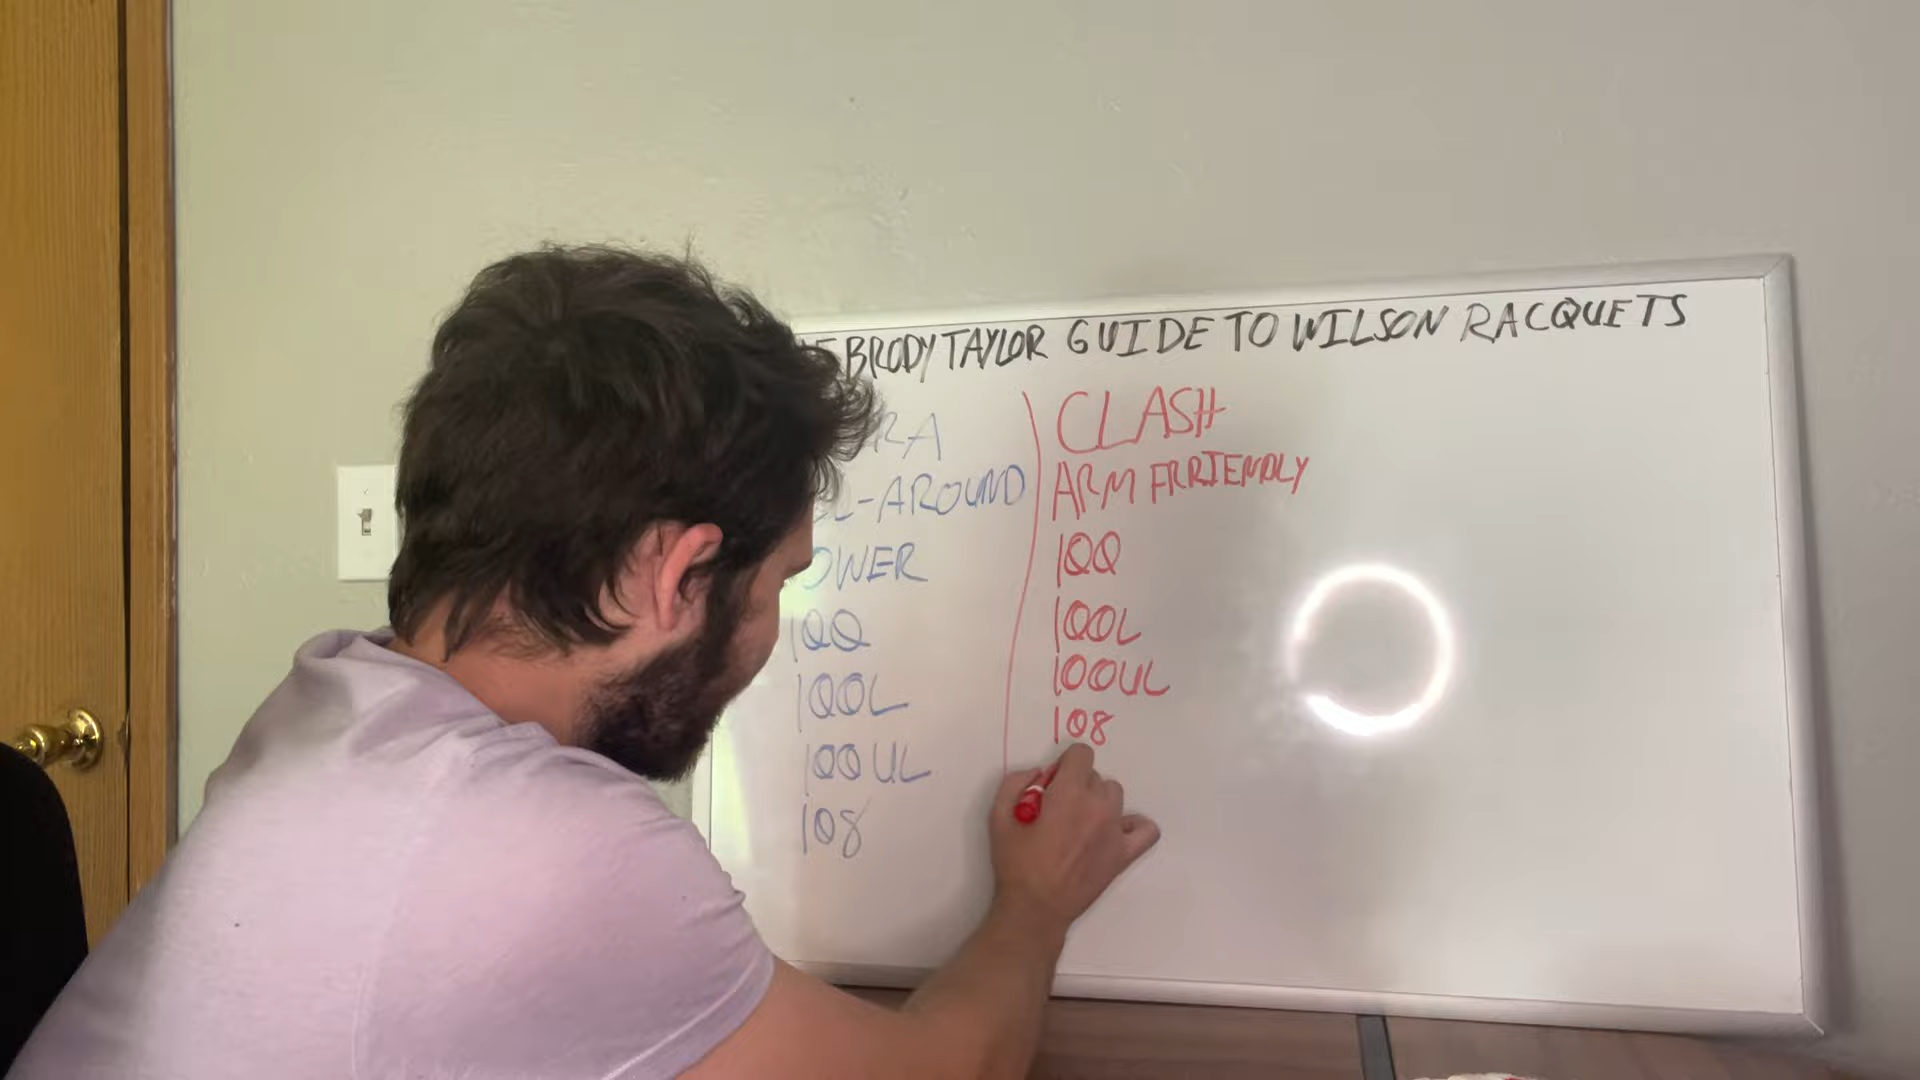 BRODY TAYLOR GUIDE TO WILSON RACQUETS
RA
L-AROUND
OWER
100
100L
100UL
108
CLASH
ARM FRRIENDLY
100
100L
100UL
108